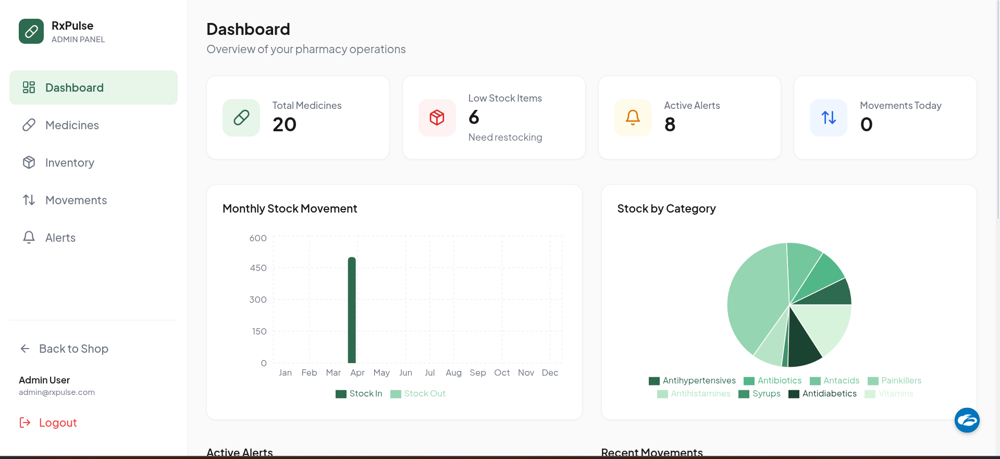 RxPulse
ADMIN PANEL
Dashboard
Medicines
Inventory
Movements
Alerts
Back to Shop
Admin User
admin@rxpulse.com
Logout
Dashboard
Overview of your pharmacy operations
Total Medicines
20
Low Stock Items
6
Need restocking
Active Alerts
8
Movements Today
0
Monthly Stock Movement
600
450
300
150
0
Jan Feb Mar Apr May Jun Jul Aug Sep Oct Nov Dec
Stock In Stock Out
Stock by Category
Antihypertensives Antibiotics Antacids Painkillers
Antihistamines Syrups Antidiabetics Vitamins
Active Alerts
Recent Movements